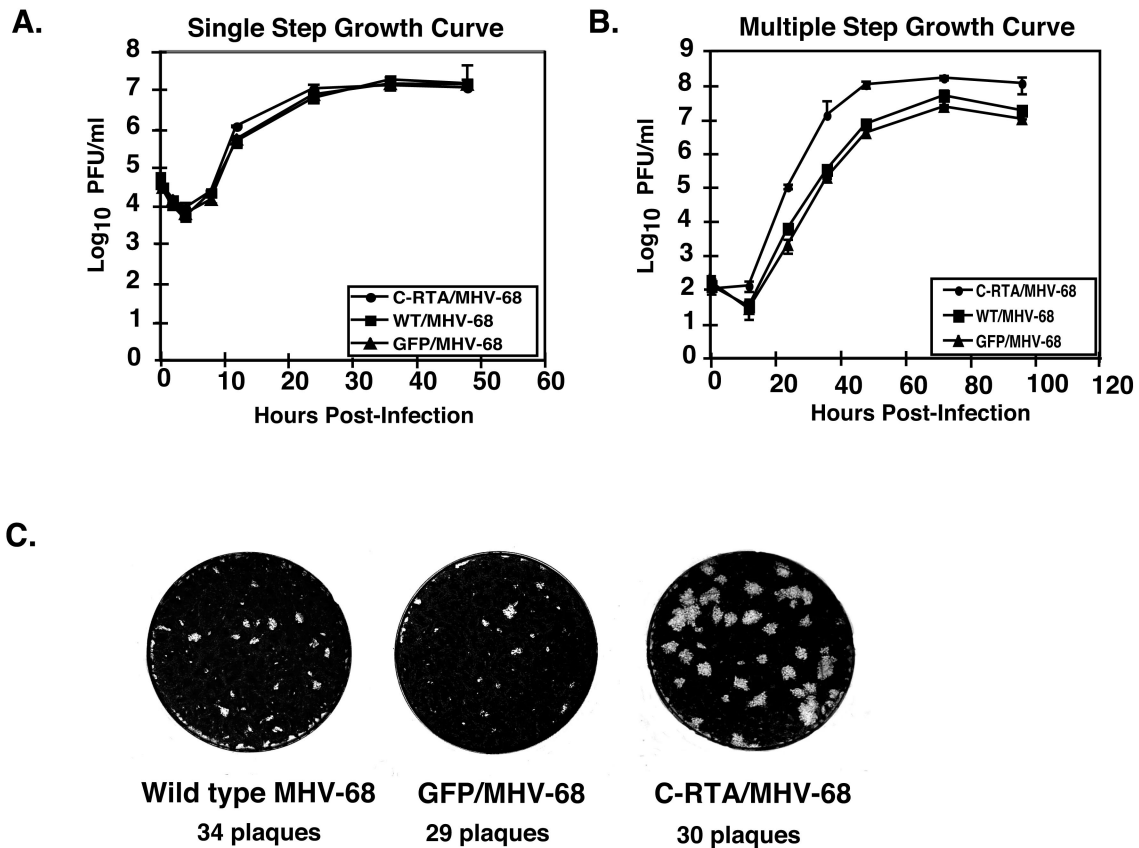 A.
Single Step Growth Curve
8
7
6
5
4
3
2
1
0
Log10 PFU/ml
C-RTA/MHV-68
WT/MHV-68
GFP/MHV-68
0 10 20 30 40 50 60
Hours Post-Infection
B.
Multiple Step Growth Curve
9
8
7
6
5
4
3
2
1
0
Log10 PFU/ml
C-RTA/MHV-68
WT/MHV-68
GFP/MHV-68
0 20 40 60 80 100 120
Hours Post-Infection
C.
Wild type MHV-68 GFP/MHV-68 C-RTA/MHV-68
34 plaques 29 plaques 30 plaques